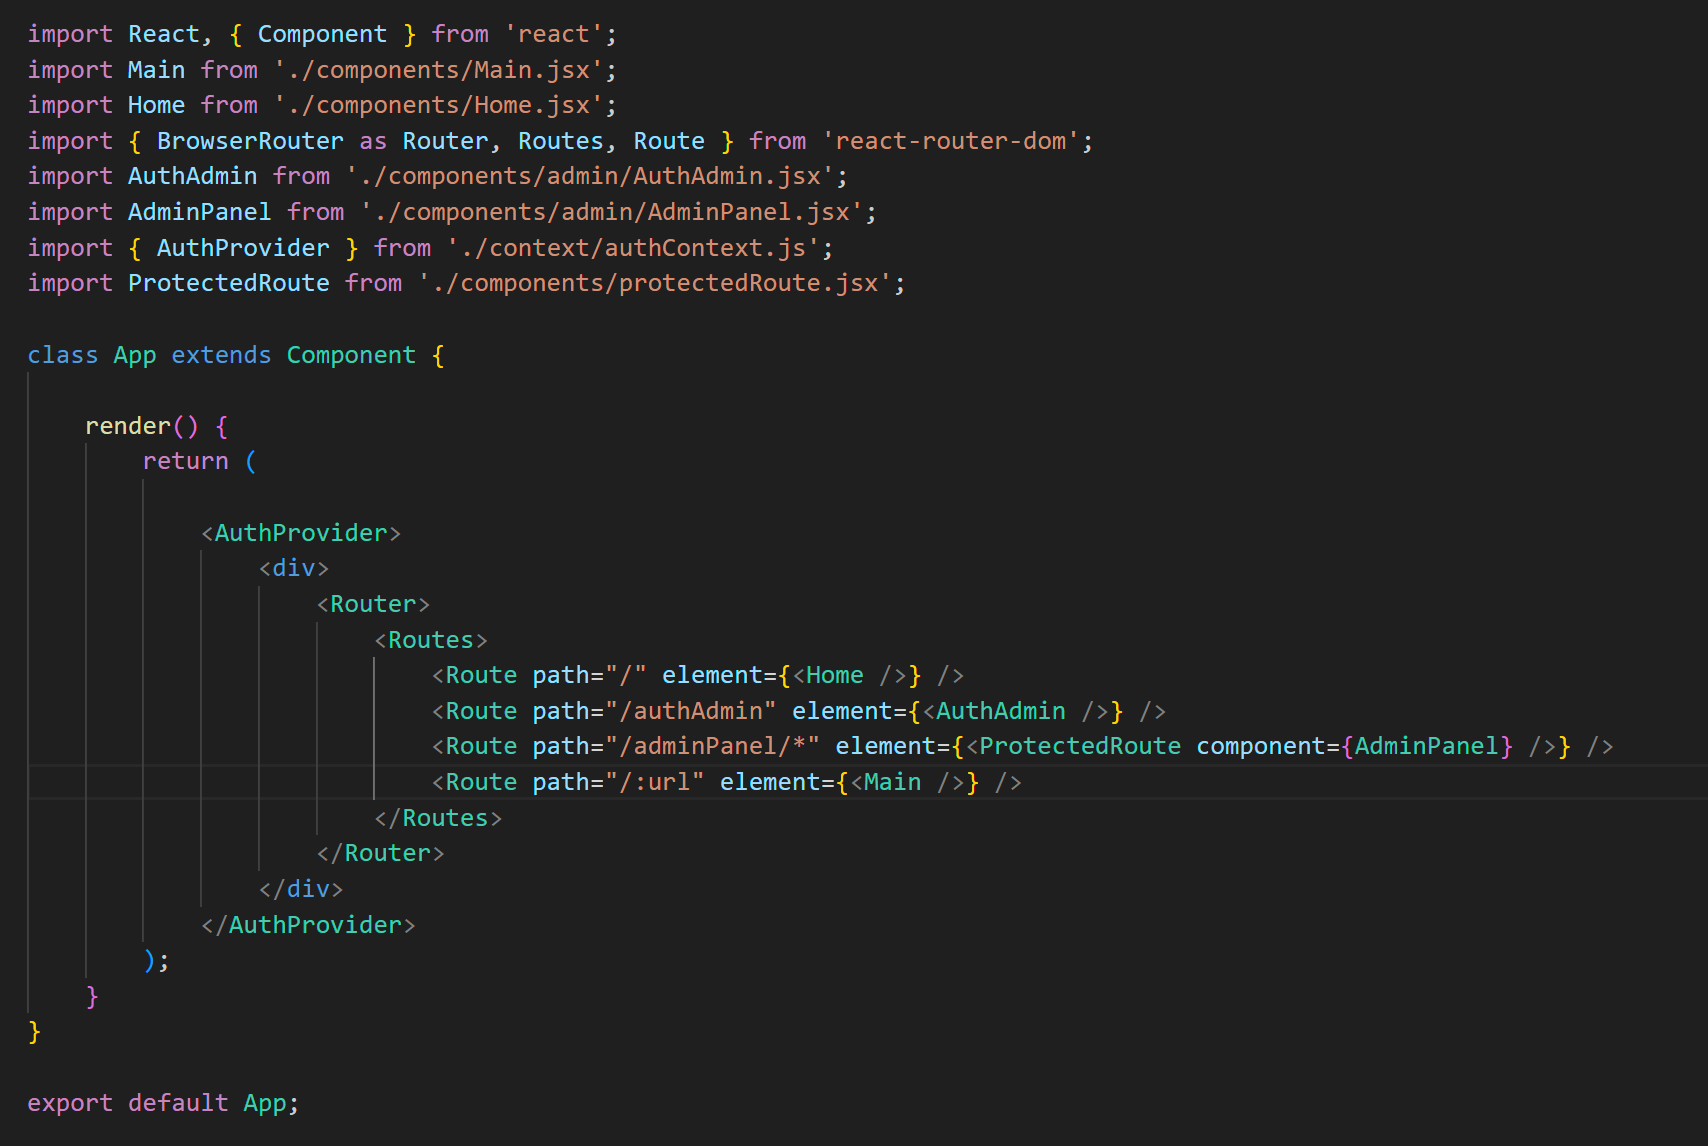 import React, { Component } from 'react';
import Main from './components/Main.jsx';
import Home from './components/Home.jsx';
import { BrowserRouter as Router, Routes, Route } from 'react-router-dom';
import AuthAdmin from './components/admin/AuthAdmin.jsx';
import AdminPanel from './components/admin/AdminPanel.jsx';
import { AuthProvider } from './context/authContext.js';
import ProtectedRoute from './components/protectedRoute.jsx';

class App extends Component {

    render() {
        return (

            <AuthProvider>
                <div>
                    <Router>
                        <Routes>
                            <Route path="/" element={<Home />} />
                            <Route path="/authAdmin" element={<AuthAdmin />} />
                            <Route path="/adminPanel/*" element={<ProtectedRoute component={AdminPanel} />} />
                            <Route path="/:url" element={<Main />} />
                        </Routes>
                    </Router>
                </div>
            </AuthProvider>
        );
    }
}

export default App;